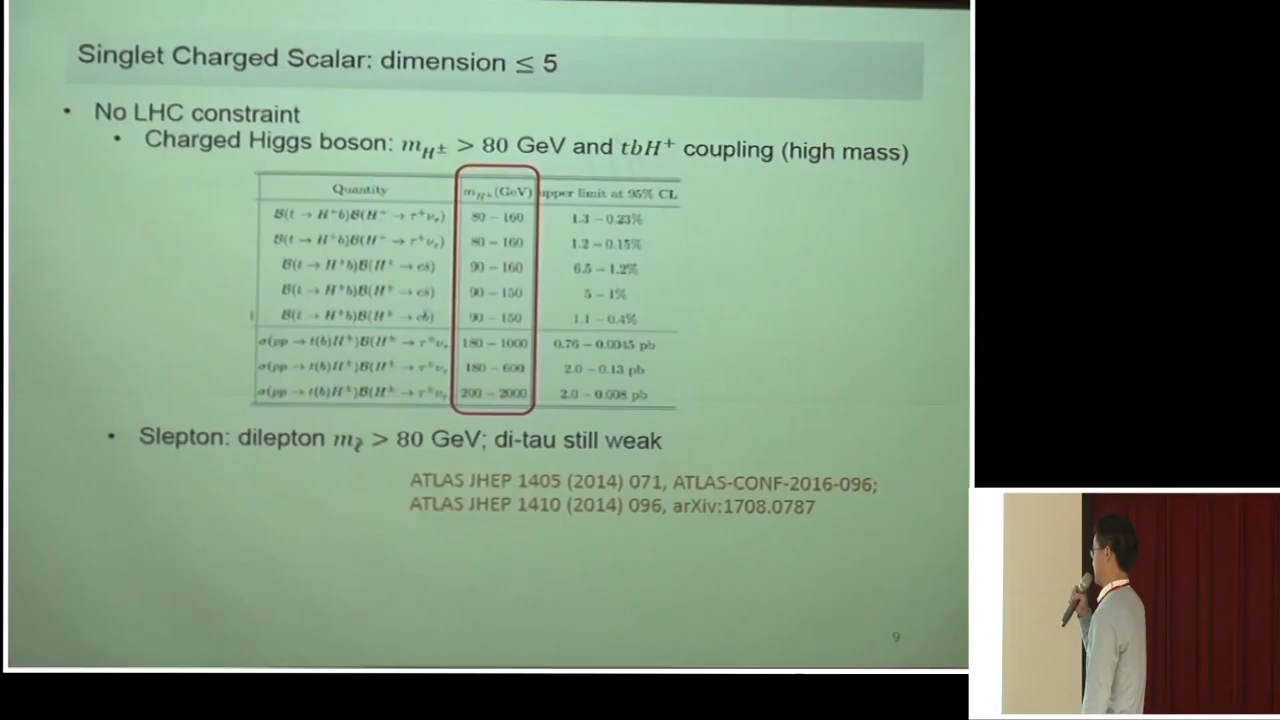 Singlet Charged Scalar: dimension ≤ 5
• No LHC constraint
• Charged Higgs boson: m_{H^±} > 80 GeV and tbH⁺ coupling (high mass)
Quantity m_{H^+}(GeV) upper limit at 95% CL
B(t → H⁺b)B(H⁺ → τ⁺ν_τ) 80 – 160 1.3 – 0.23%
B(t → H⁺b)B(H⁺ → τ⁺ν_τ) 80 – 160 1.2 – 0.15%
B(t → H⁺b)B(H⁺ → cs) 90 – 160 6.5 – 1.2%
B(t → H⁺b)B(H⁺ → cs) 90 – 150 5 – 1%
B(t → H⁺b)B(H⁺ → cb) 90 – 150 1.1 – 0.4%
σ(pp → t(b)H^±)B(H^± → τ^±ν_τ 180 – 1000 0.76 – 0.0045 pb
σ(pp → t(b)H^±)B(H^± → τ^±ν_τ 180 – 600 2.0 – 0.13 pb
σ(pp → t(b)H^±)B(H^± → τ^±ν_τ 200 – 2000 2.0 – 0.008 pb
• Slepton: dilepton m_{\tilde{ℓ}} > 80 GeV; di-tau still weak
ATLAS JHEP 1405 (2014) 071, ATLAS-CONF-2016-096;
ATLAS JHEP 1410 (2014) 096, arXiv:1708.0787
9